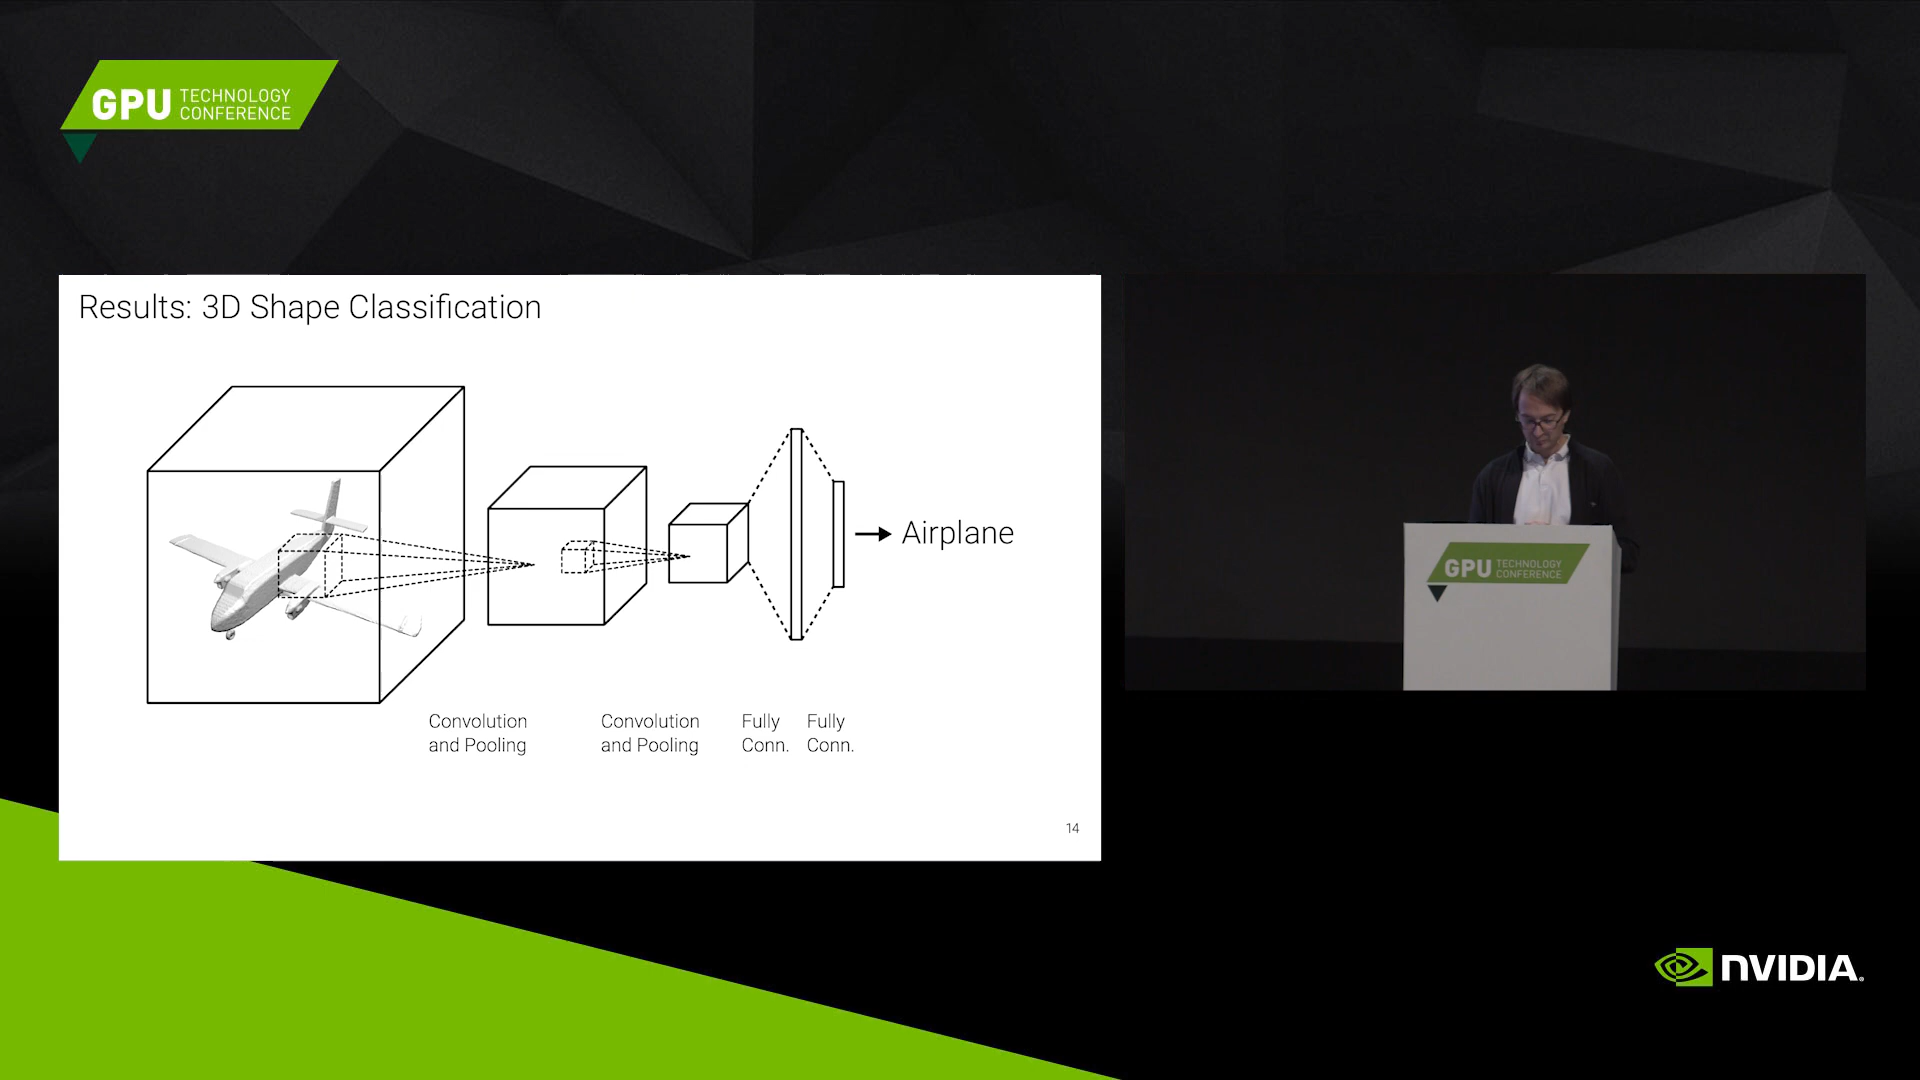 GPU TECHNOLOGY
CONFERENCE
Results: 3D Shape Classification
Airplane
Convolution
and Pooling
Convolution
and Pooling
Fully
Conn.
Fully
Conn.
14
GPU TECHNOLOGY
CONFERENCE
NVIDIA.